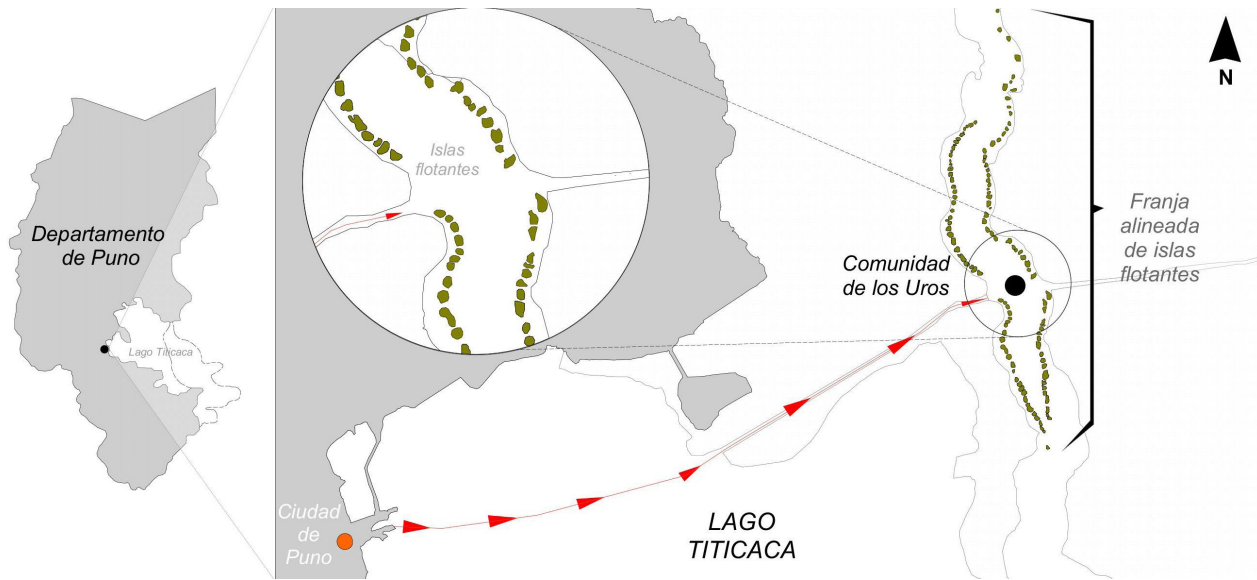 Departamento
de Puno
Lago Titicaca
Islas
flotantes
Ciudad
de
Puno
LAGO
TITICACA
Comunidad
de los Uros
Franja
alineada
de islas
flotantes
N